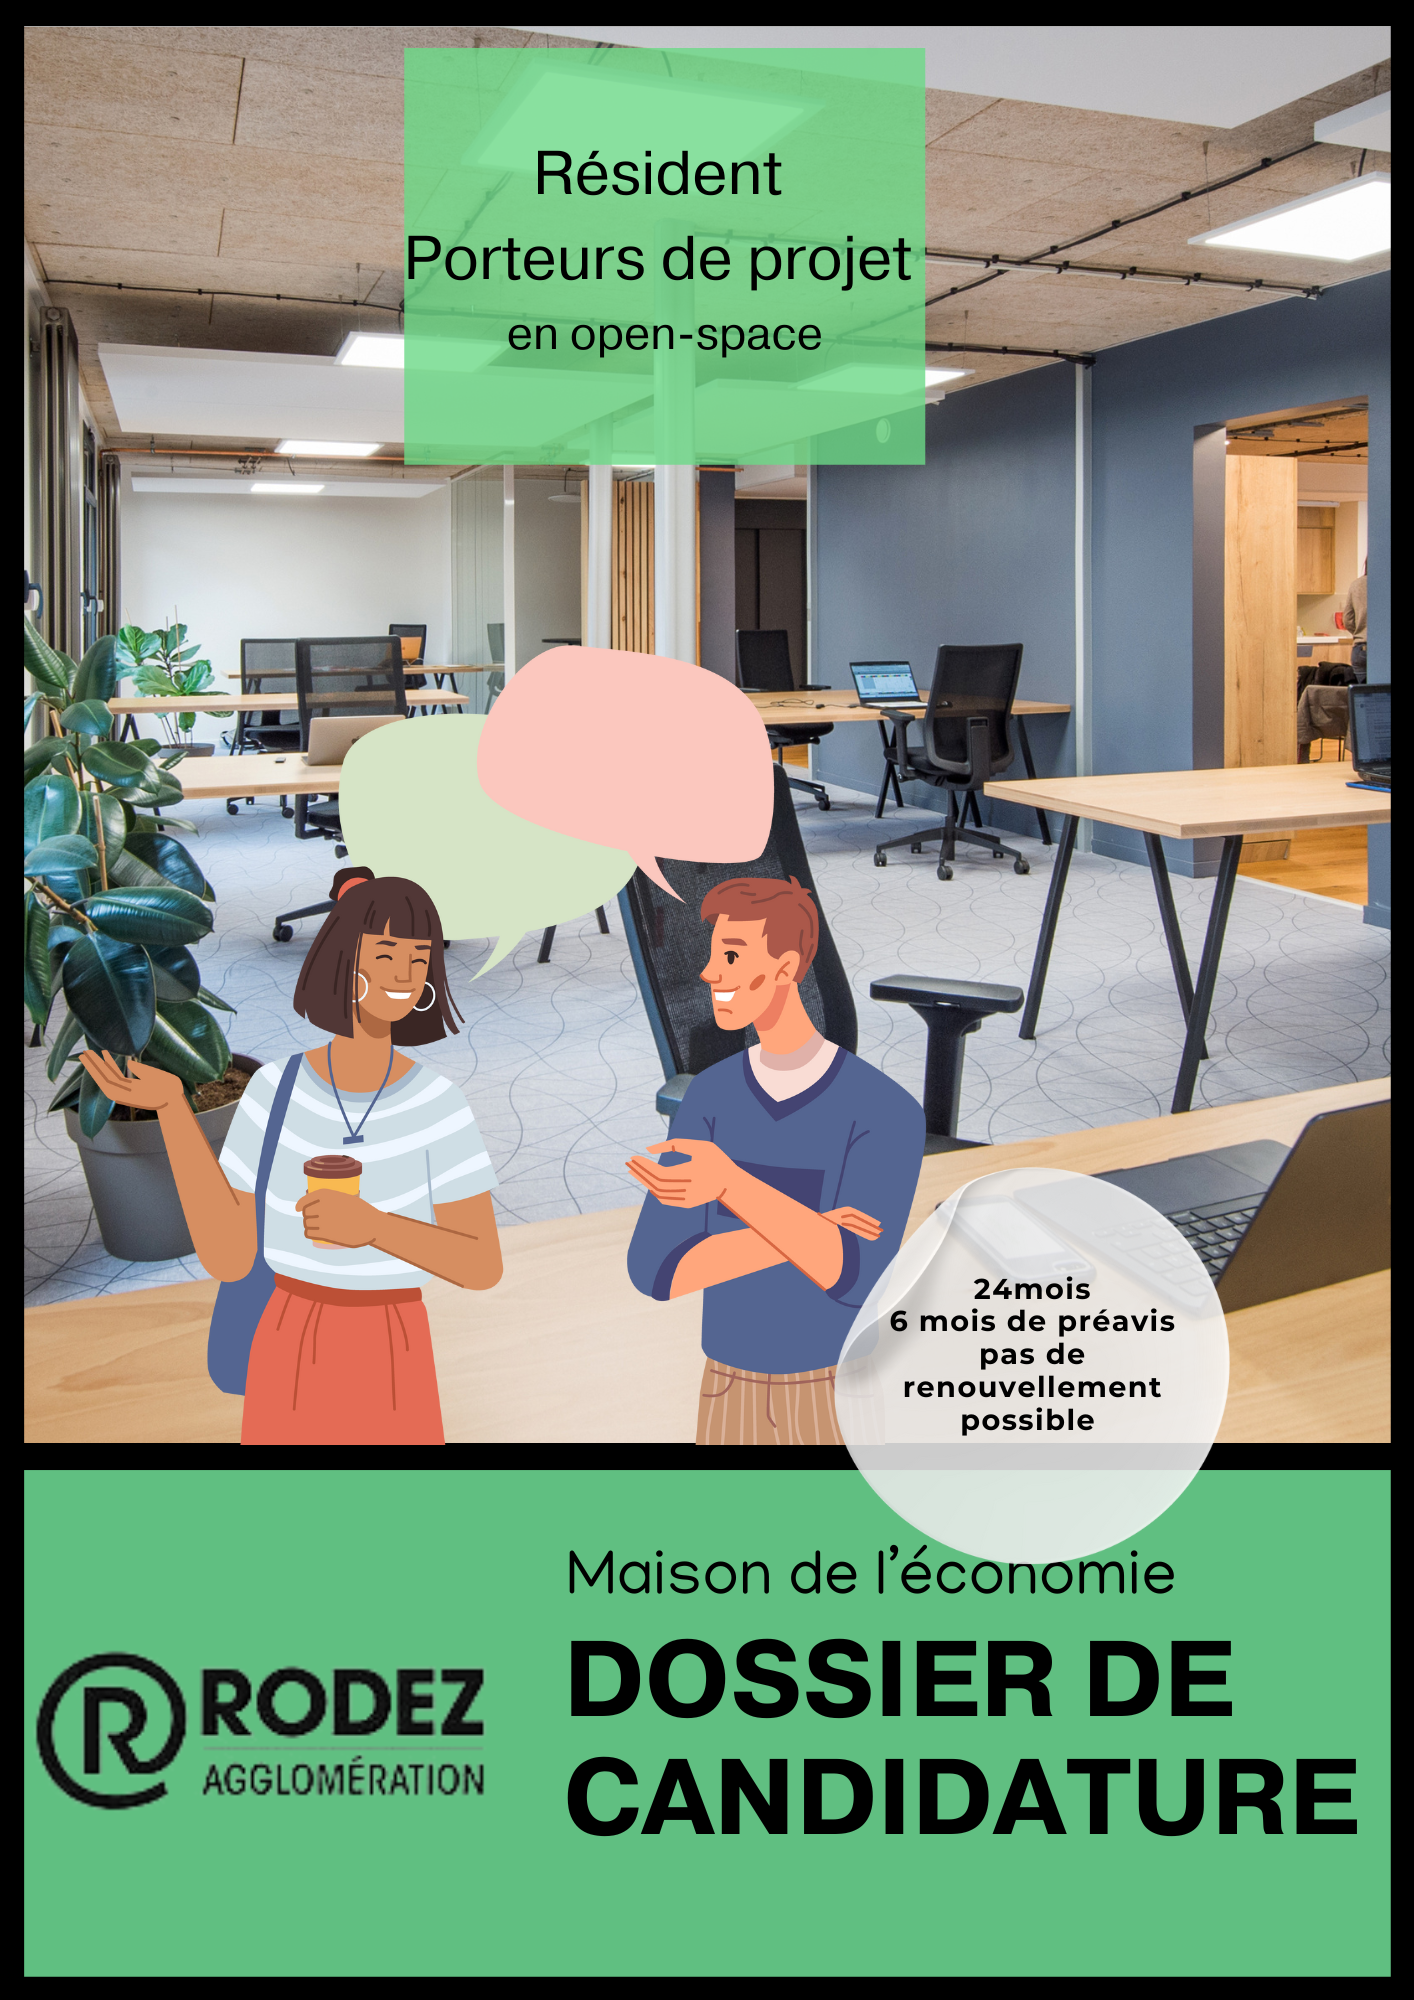 Résident
Porteurs de projet
en open-space
24mois
6 mois de préavis
pas de
renouvellement
possible
Maison de l'économie
DOSSIER DE
CANDIDATURE
R RODEZ
AGGLOMÉRATION